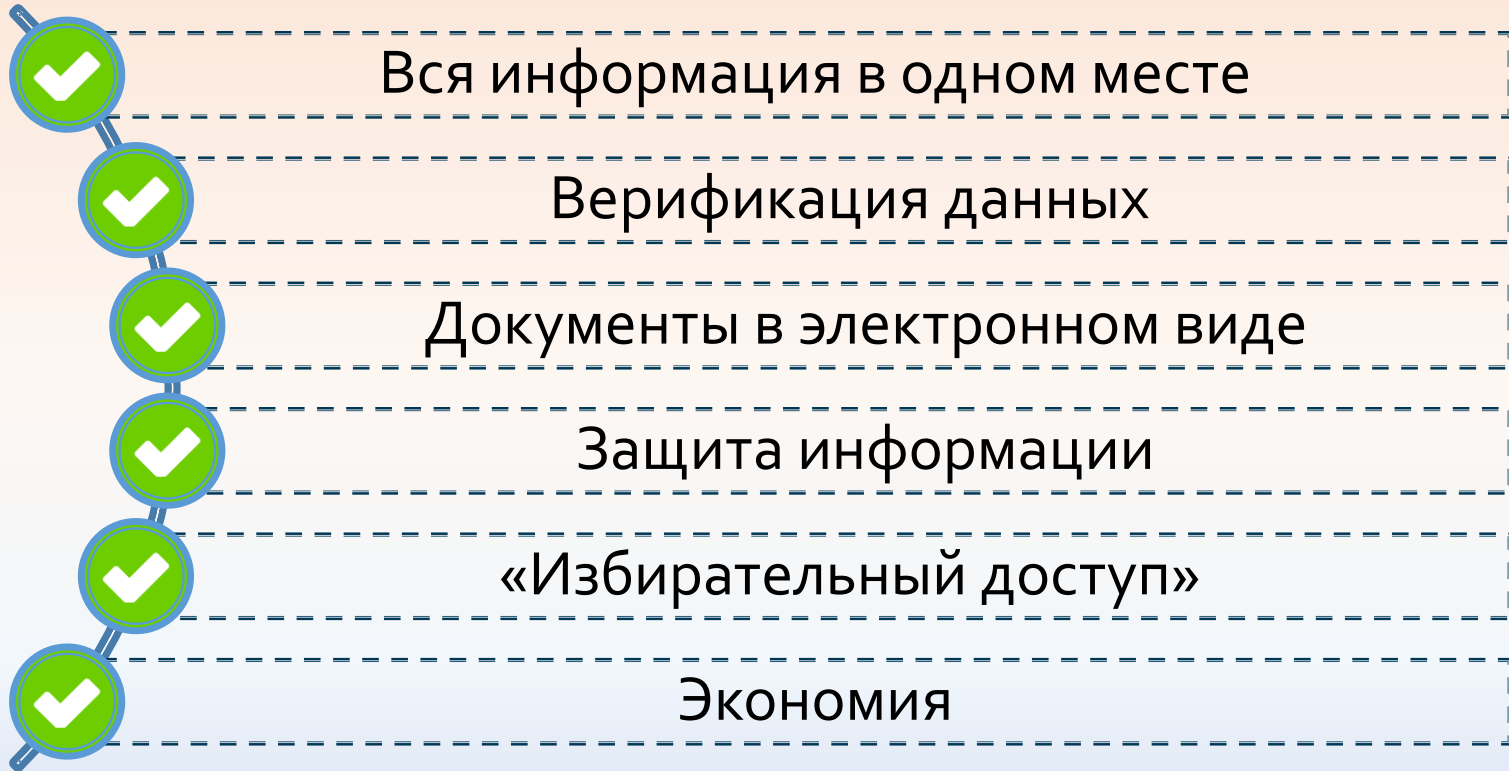 Вся информация в одном месте
Верификация данных
Документы в электронном виде
Защита информации
«Избирательный доступ»
Экономия